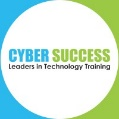 CYBER SUCCESS
Leaders in Technology Training